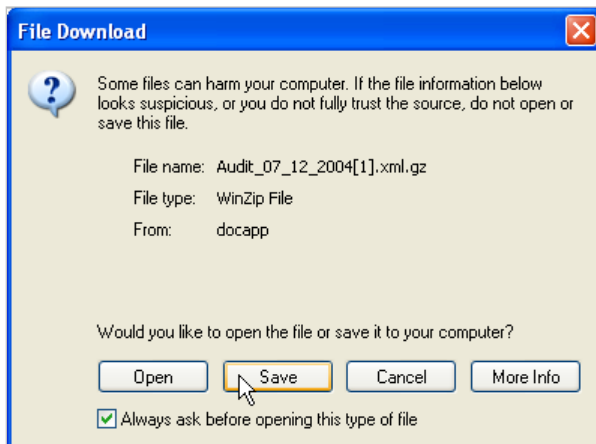 File Download
Some files can harm your computer. If the file information below
looks suspicious, or you do not fully trust the source, do not open or
save this file.
File name: Audit_07_12_2004[1].xml.gz
File type: WinZip File
From: docapp
Would you like to open the file or save it to your computer?
Open Save Cancel More Info
Always ask before opening this type of file